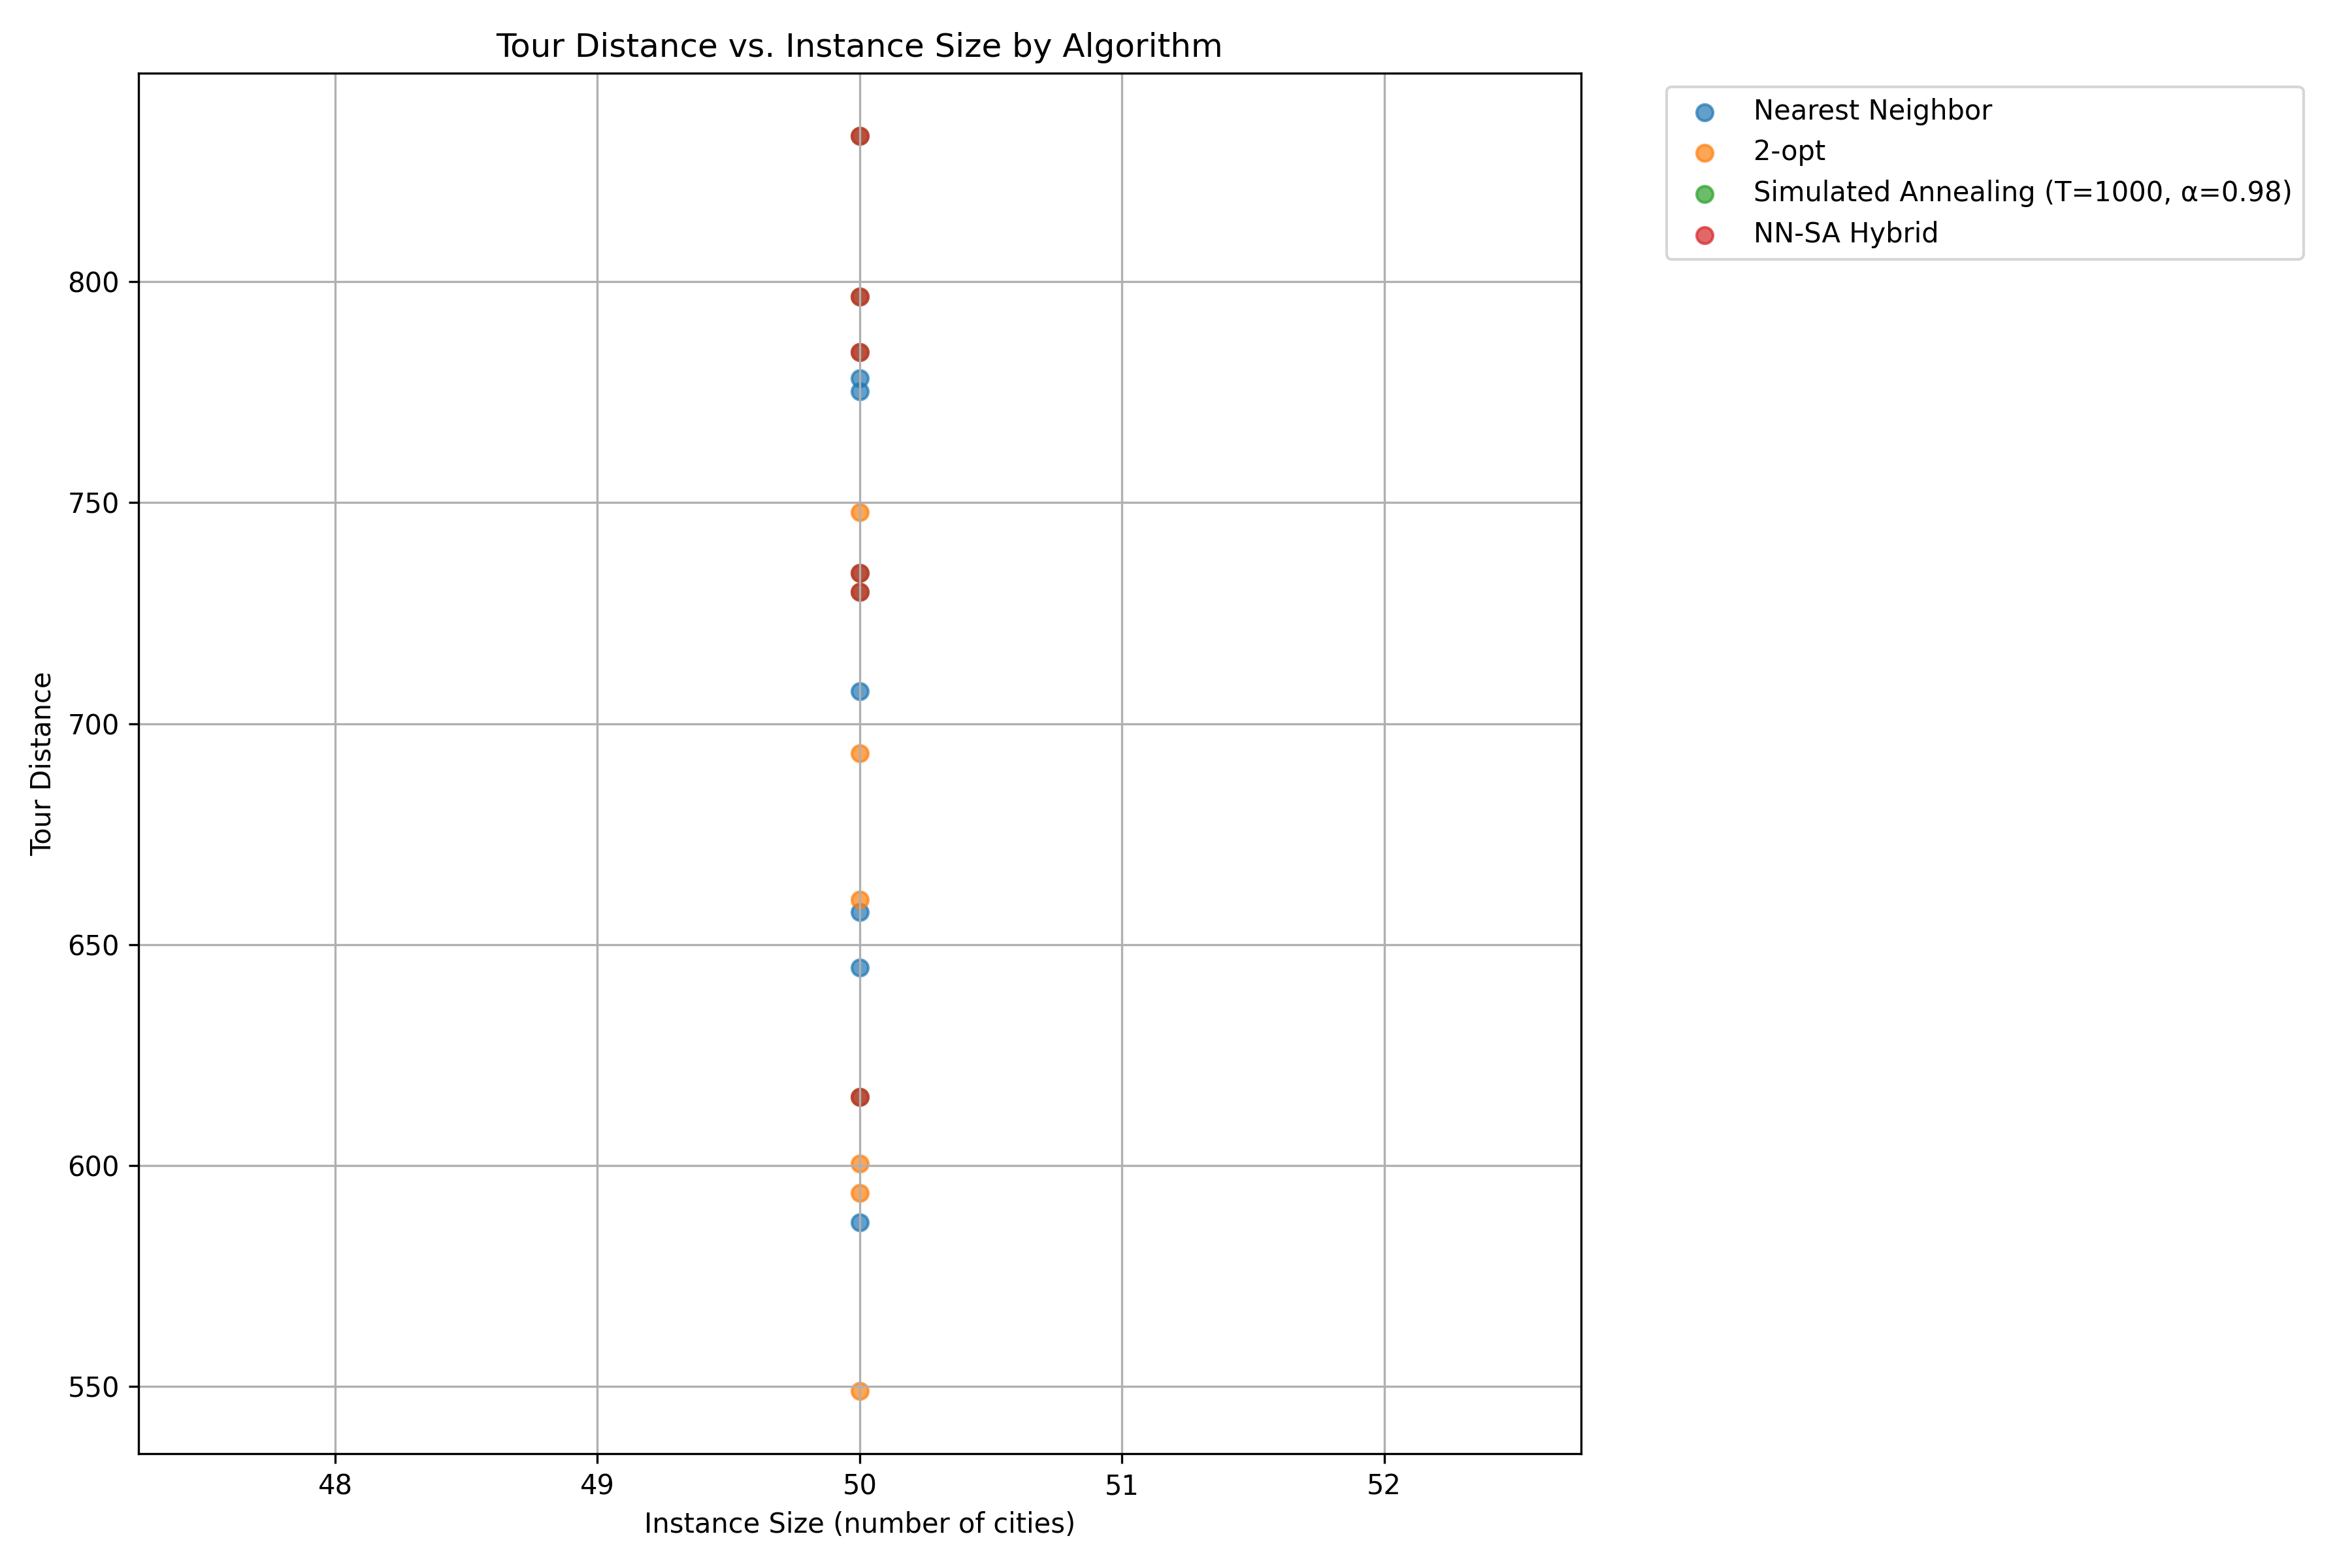 Tour Distance vs. Instance Size by Algorithm
Nearest Neighbor
2-opt
Simulated Annealing (T=1000, α=0.98)
NN-SA Hybrid
800
750
700
650
600
550
Tour Distance
48 49 50 51 52
Instance Size (number of cities)